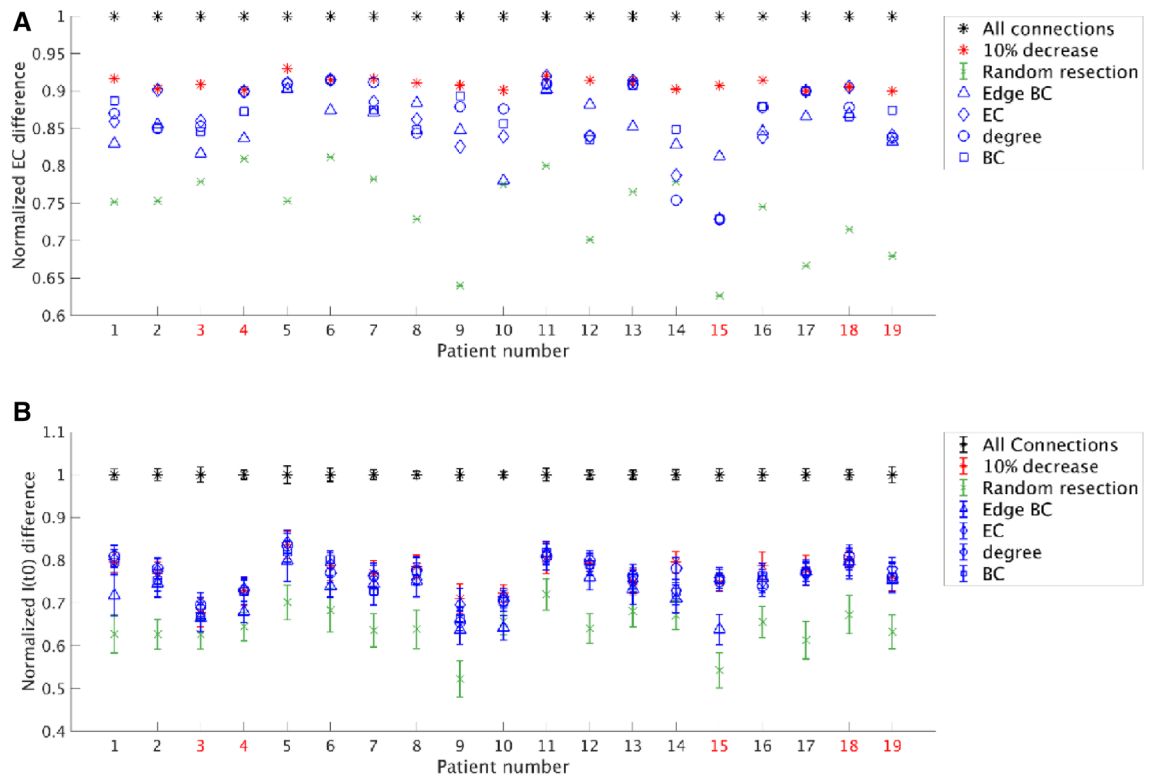 A
Normalized EC difference
1
0.95
0.9
0.85
0.8
0.75
0.7
0.65
0.6
1 2 3 4 5 6 7 8 9 10 11 12 13 14 15 16 17 18 19
Patient number
All connections
10% decrease
Random resection
Edge BC
EC
degree
BC
B
Normalized I(t0) difference
1.1
1
0.9
0.8
0.7
0.6
0.5
0.4
1 2 3 4 5 6 7 8 9 10 11 12 13 14 15 16 17 18 19
Patient number
All Connections
10% decrease
Random resection
Edge BC
EC
degree
BC